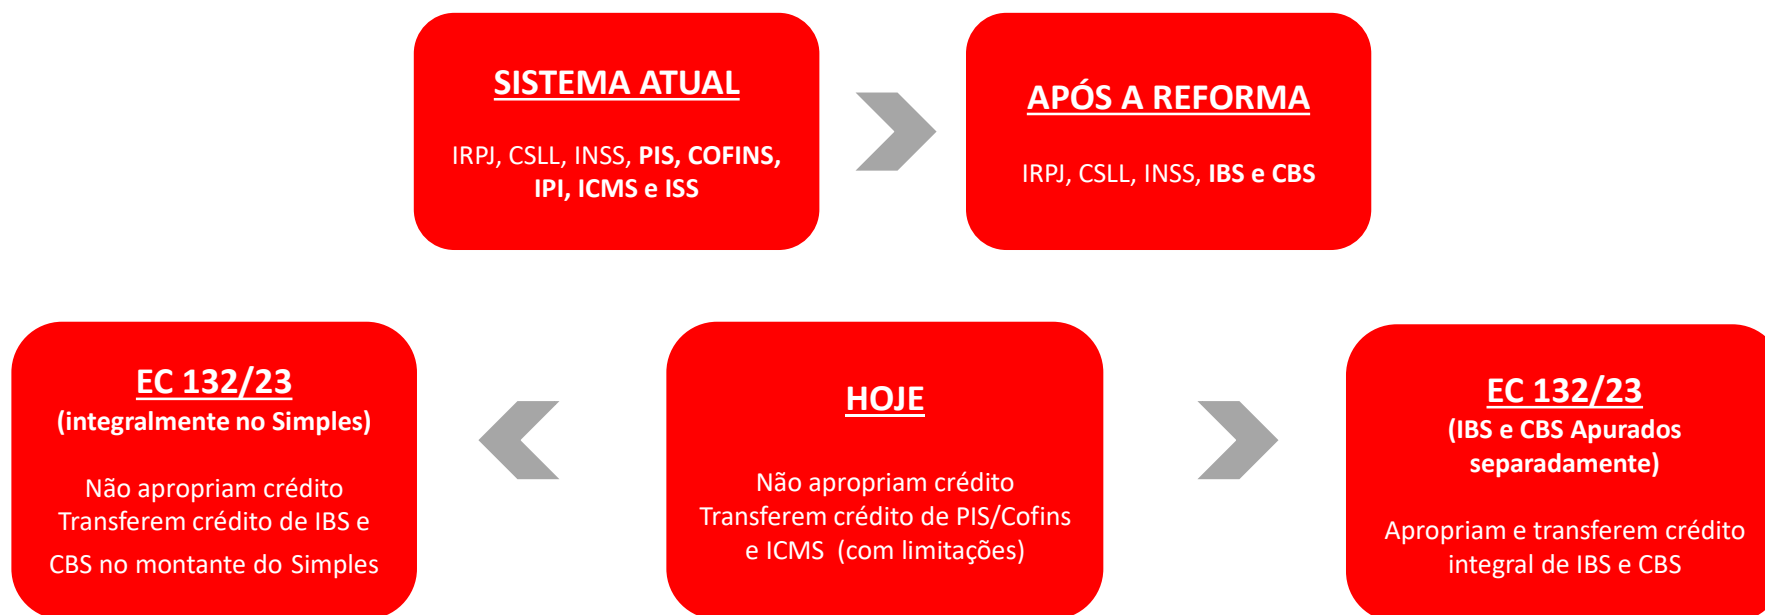 SISTEMA ATUAL
IRPJ, CSLL, INSS, PIS, COFINS,
IPI, ICMS e ISS
APÓS A REFORMA
IRPJ, CSLL, INSS, IBS e CBS
EC 132/23
(integralmente no Simples)
Não apropriam crédito
Transferem crédito de IBS e
CBS no montante do Simples
HOJE
Não apropriam crédito
Transferem crédito de PIS/Cofins
e ICMS (com limitações)
EC 132/23
(IBS e CBS Apurados
separadamente)
Apropriam e transferem crédito
integral de IBS e CBS